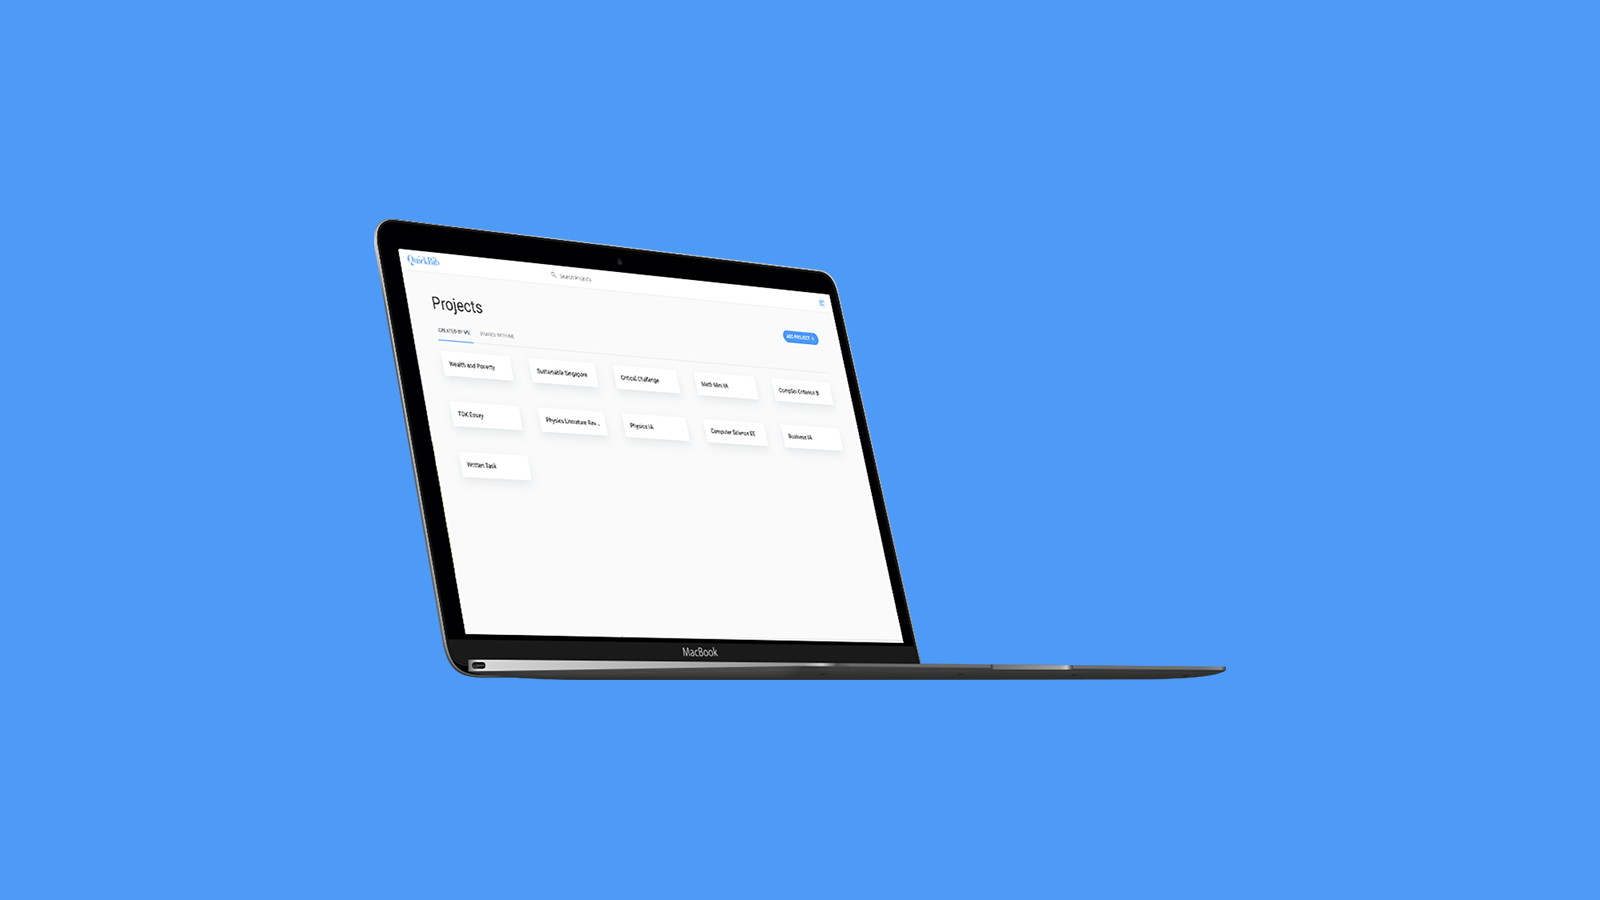 QuickBib
Search Projects
Projects
CREATED BY ME SHARED WITH ME
ADD PROJECT +
Wealth and Poverty Sustainable Singapore Critical Challenge Math Mini IA CompSci Criterion B
TOK Essay Physics Literature Rev... Physics IA Computer Science EE Business IA
Written Task
MacBook